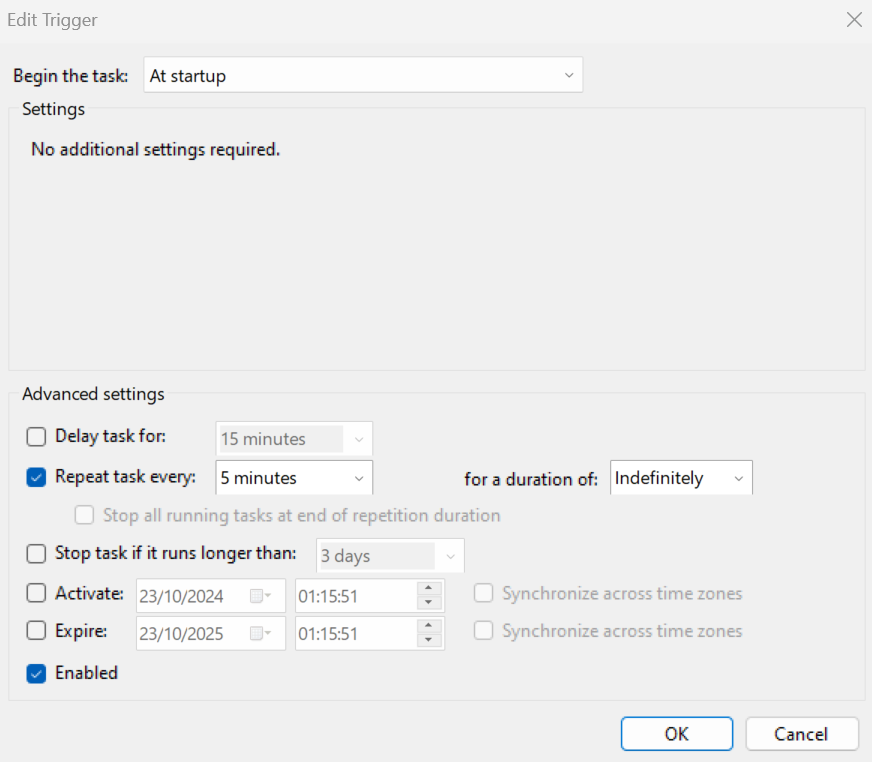 Edit Trigger
Begin the task: At startup
Settings
No additional settings required.
Advanced settings
Delay task for: 15 minutes
Repeat task every: 5 minutes for a duration of: Indefinitely
Stop all running tasks at end of repetition duration
Stop task if it runs longer than: 3 days
Activate: 23/10/2024 01:15:51 Synchronize across time zones
Expire: 23/10/2025 01:15:51 Synchronize across time zones
Enabled
OK Cancel